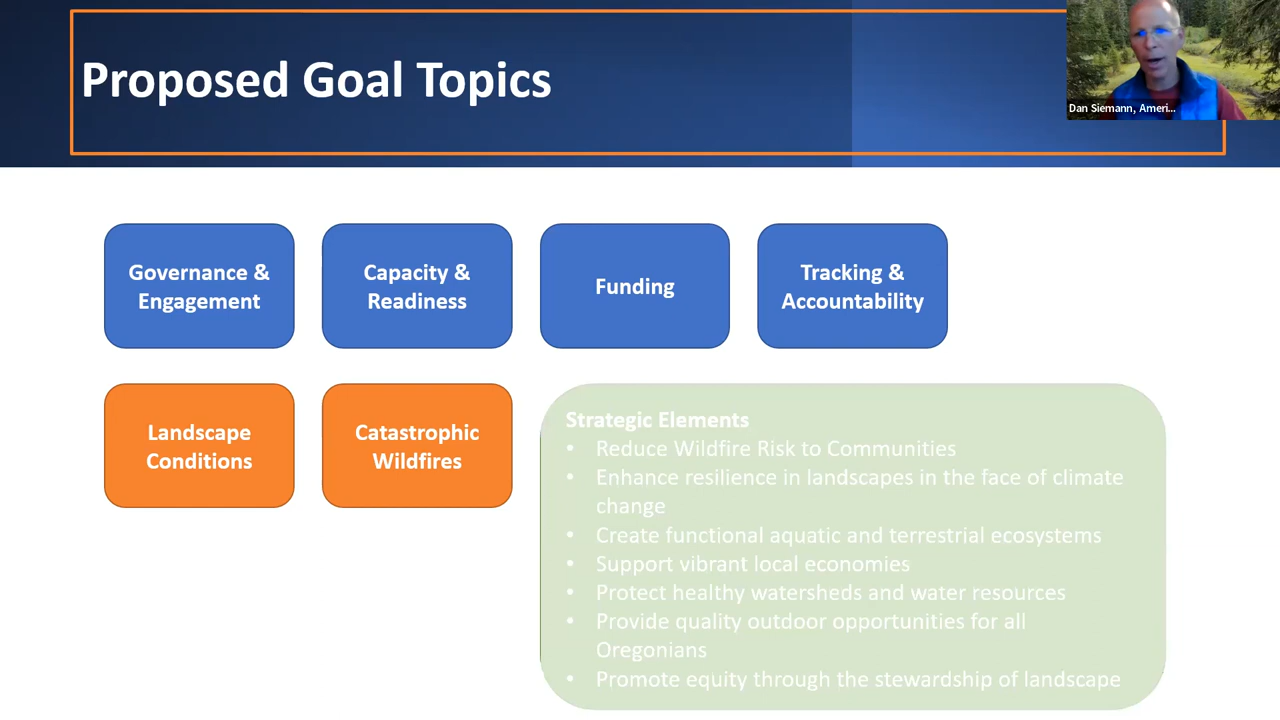 Proposed Goal Topics
Dan Siemann, Ameri...
Governance &
Engagement
Capacity &
Readiness
Funding
Tracking &
Accountability
Landscape
Conditions
Catastrophic
Wildfires
Strategic Elements
• Reduce Wildfire Risk to Communities
• Enhance resilience in landscapes in the face of climate
change
• Create functional aquatic and terrestrial ecosystems
• Support vibrant local economies
• Protect healthy watersheds and water resources
• Provide quality outdoor opportunities for all
Oregonians
• Promote equity through the stewardship of landscape